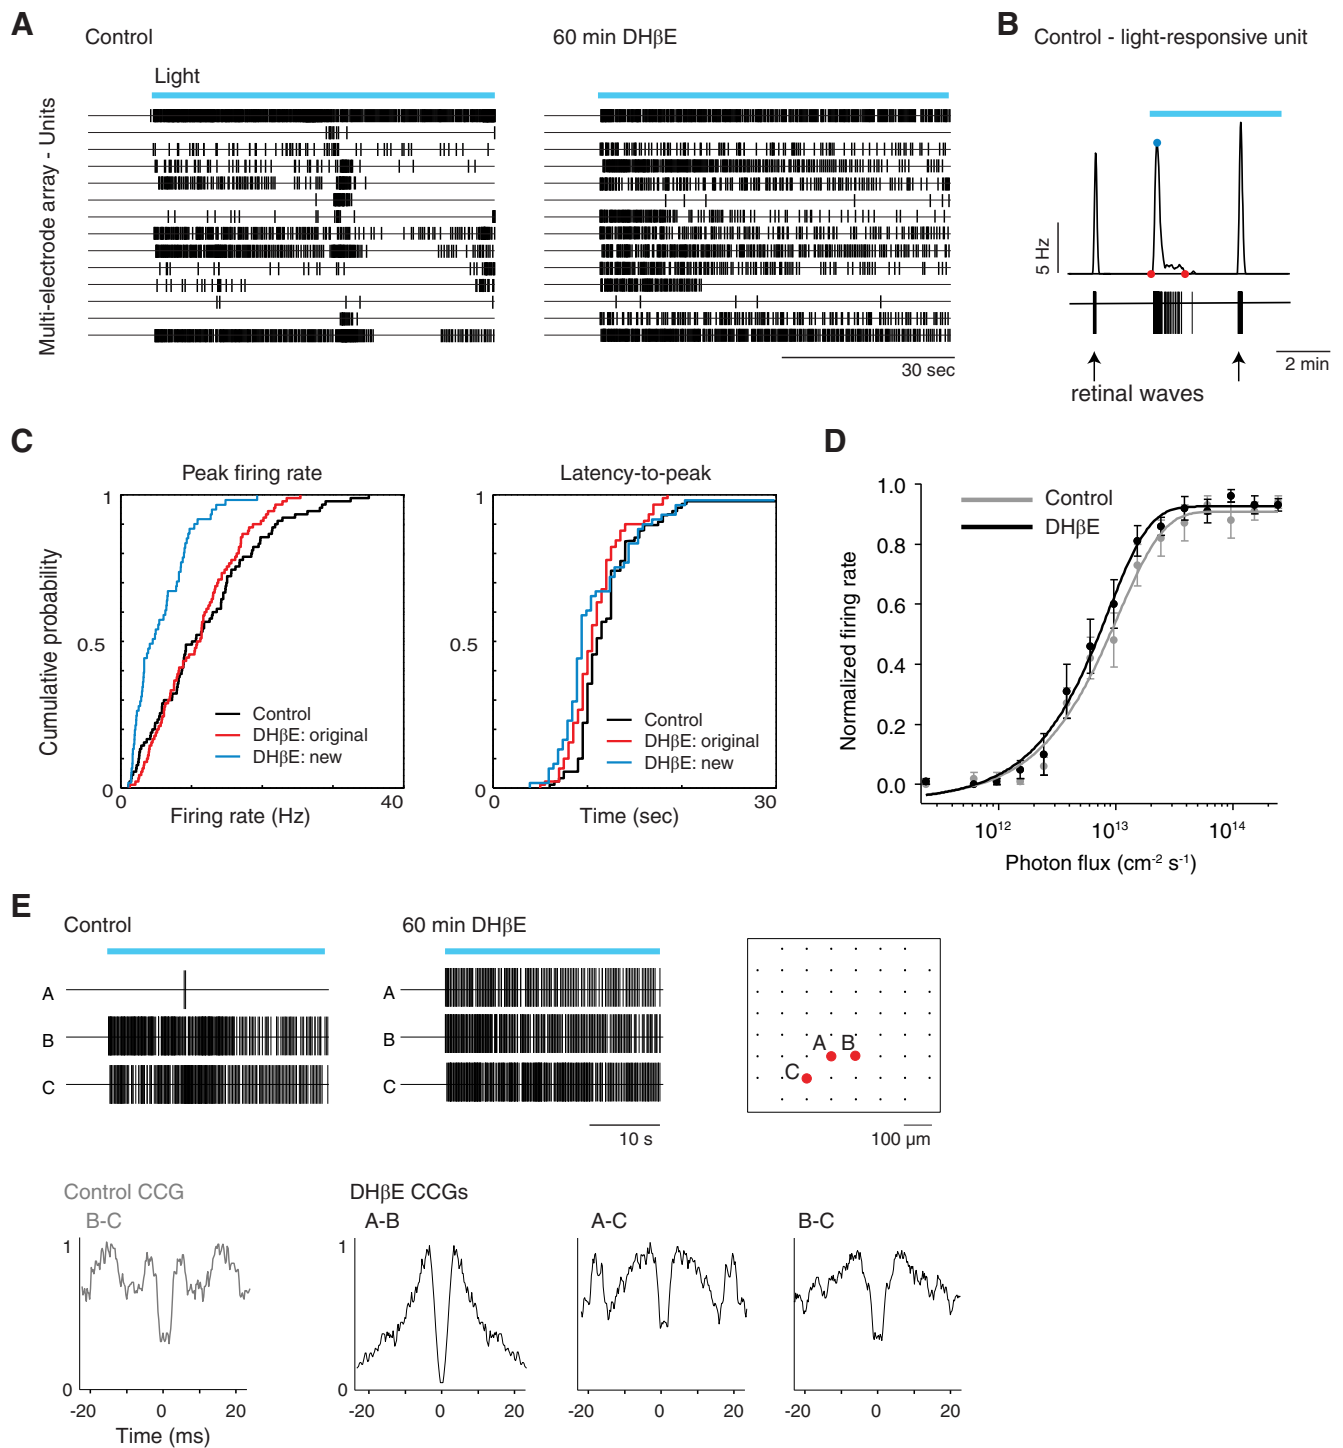 A
Control
60 min DHβE
Light
Multi-electrode array - Units
30 sec
B
Control - light-responsive unit
5 Hz
2 min
retinal waves
C
Peak firing rate
Cumulative probability
1
0.5
0
0
40
Firing rate (Hz)
Control
DHβE: original
DHβE: new
Latency-to-peak
1
0.5
0
0
30
Time (sec)
Control
DHβE: original
DHβE: new
D
Control
DHβE
Normalized firing rate
1.0
0.8
0.6
0.4
0.2
0.0
10¹²
10¹³
10¹⁴
Photon flux (cm⁻² s⁻¹)
E
Control
60 min DHβE
A
B
C
A
B
C
10 s
A
B
C
100 µm
Control CCG
B-C
1
0
-20
0
20
Time (ms)
DHβE CCGs
A-B
1
0
-20
0
20
A-C
-20
0
20
B-C
-20
0
20